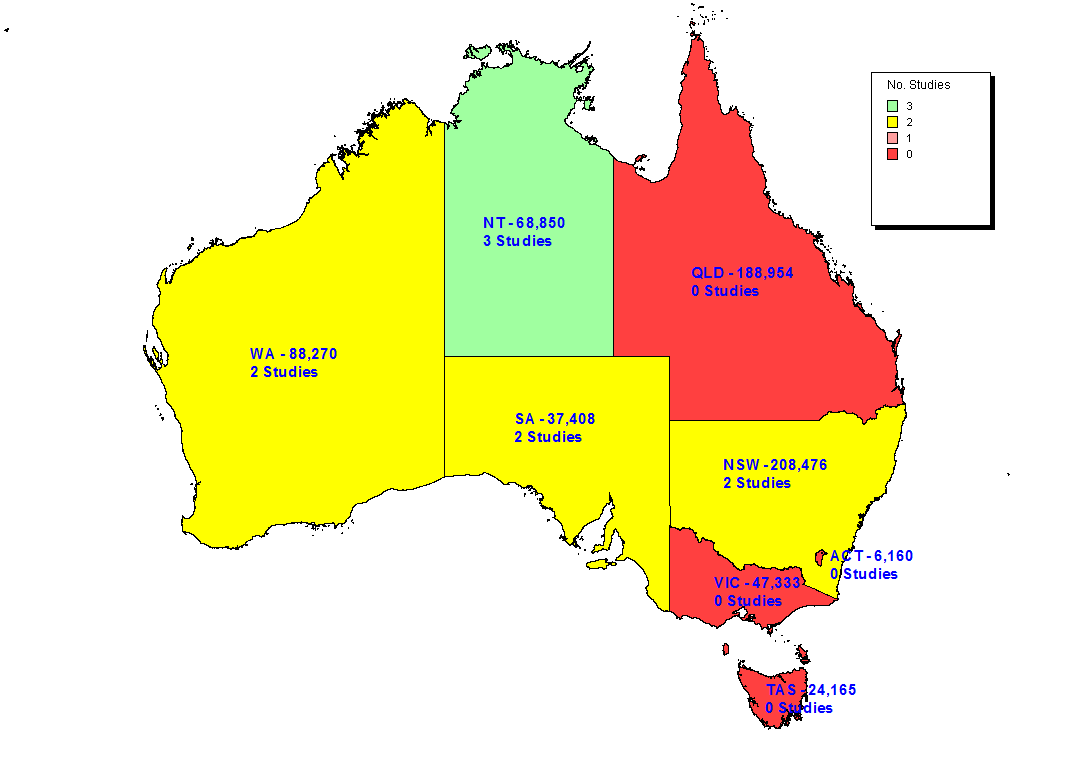 No. Studies
3
2
1
0
NT - 68,850
3 Studies
QLD - 188,954
0 Studies
WA - 88,270
2 Studies
SA - 37,408
2 Studies
NSW -208,476
2 Studies
ACT - 6,160
0 Studies
VIC - 47,333
0 Studies
TAS - 24,165
0 Studies